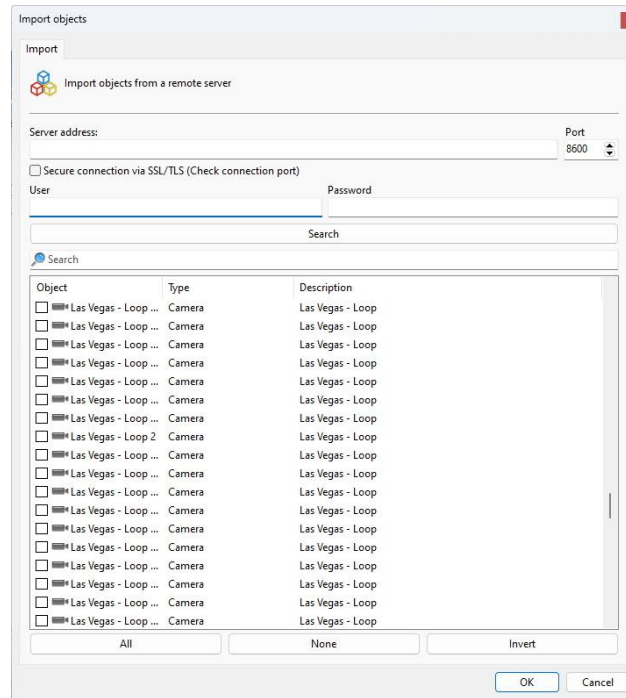 Import objects
Import
Import objects from a remote server
Server address: Port
8600
Secure connection via SSL/TLS (Check connection port)
User Password
Search
Search
Object Type Description
Las Vegas - Loop ... Camera Las Vegas - Loop
Las Vegas - Loop ... Camera Las Vegas - Loop
Las Vegas - Loop ... Camera Las Vegas - Loop
Las Vegas - Loop ... Camera Las Vegas - Loop
Las Vegas - Loop ... Camera Las Vegas - Loop
Las Vegas - Loop ... Camera Las Vegas - Loop
Las Vegas - Loop ... Camera Las Vegas - Loop
Las Vegas - Loop 2 Camera Las Vegas - Loop
Las Vegas - Loop ... Camera Las Vegas - Loop
Las Vegas - Loop ... Camera Las Vegas - Loop
Las Vegas - Loop ... Camera Las Vegas - Loop
Las Vegas - Loop ... Camera Las Vegas - Loop
Las Vegas - Loop ... Camera Las Vegas - Loop
Las Vegas - Loop ... Camera Las Vegas - Loop
Las Vegas - Loop ... Camera Las Vegas - Loop
Las Vegas - Loop ... Camera Las Vegas - Loop
Las Vegas - Loop ... Camera Las Vegas - Loop
Las Vegas - Loop ... Camera Las Vegas - Loop
All None Invert
OK Cancel